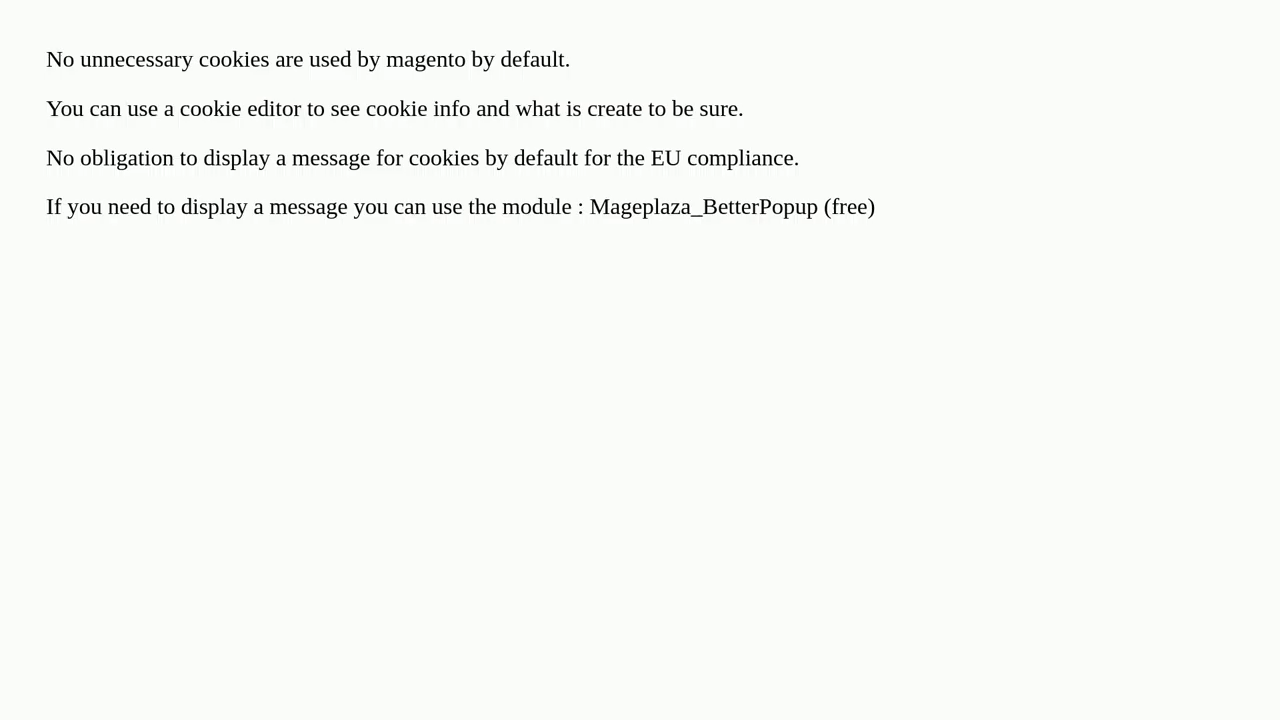 No unnecessary cookies are used by magento by default.
You can use a cookie editor to see cookie info and what is create to be sure.
No obligation to display a message for cookies by default for the EU compliance.
If you need to display a message you can use the module : Mageplaza_BetterPopup (free)